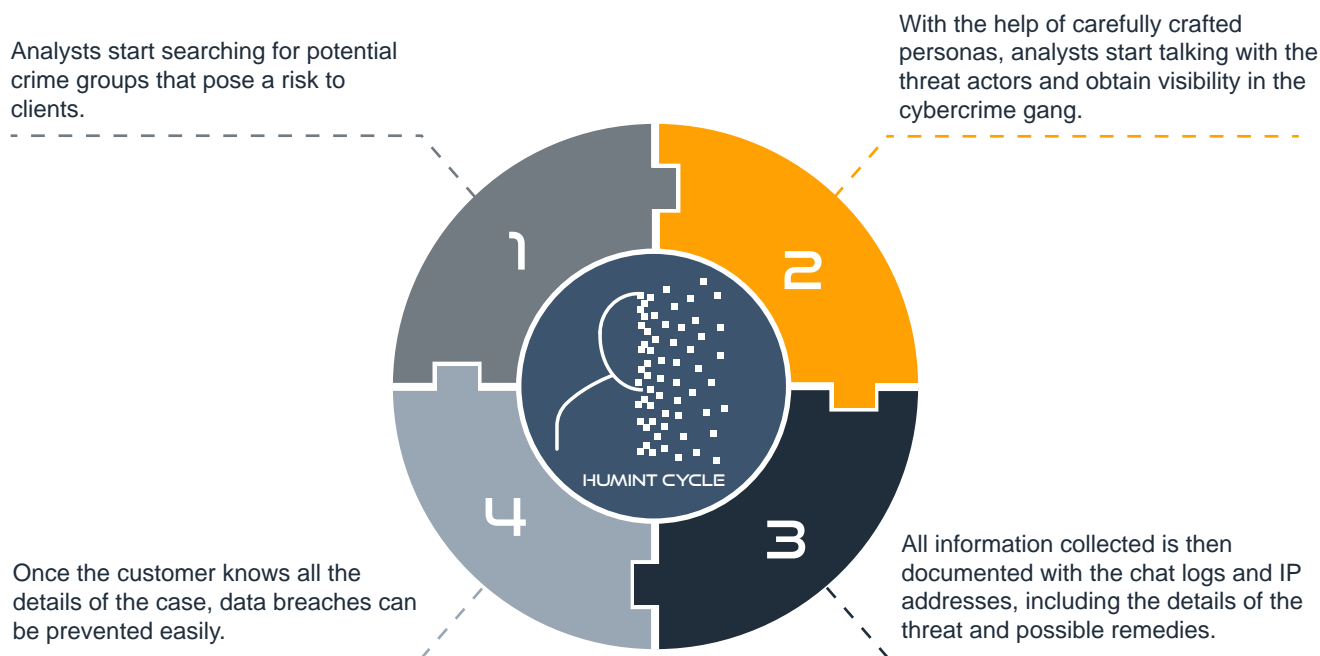 Analysts start searching for potential
crime groups that pose a risk to
clients.
With the help of carefully crafted
personas, analysts start talking with the
threat actors and obtain visibility in the
cybercrime gang.
1
2
HUMINT CYCLE
4
3
Once the customer knows all the
details of the case, data breaches can
be prevented easily.
All information collected is then
documented with the chat logs and IP
addresses, including the details of the
threat and possible remedies.